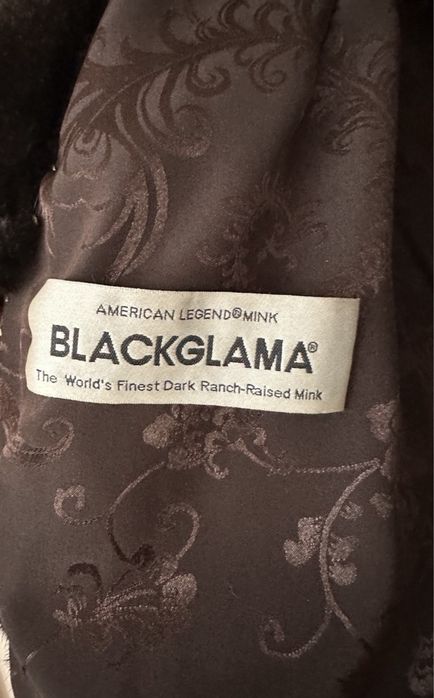 AMERICAN LEGEND®MINK
BLACKGLAMA®
The World's Finest Dark Ranch-Raised Mink